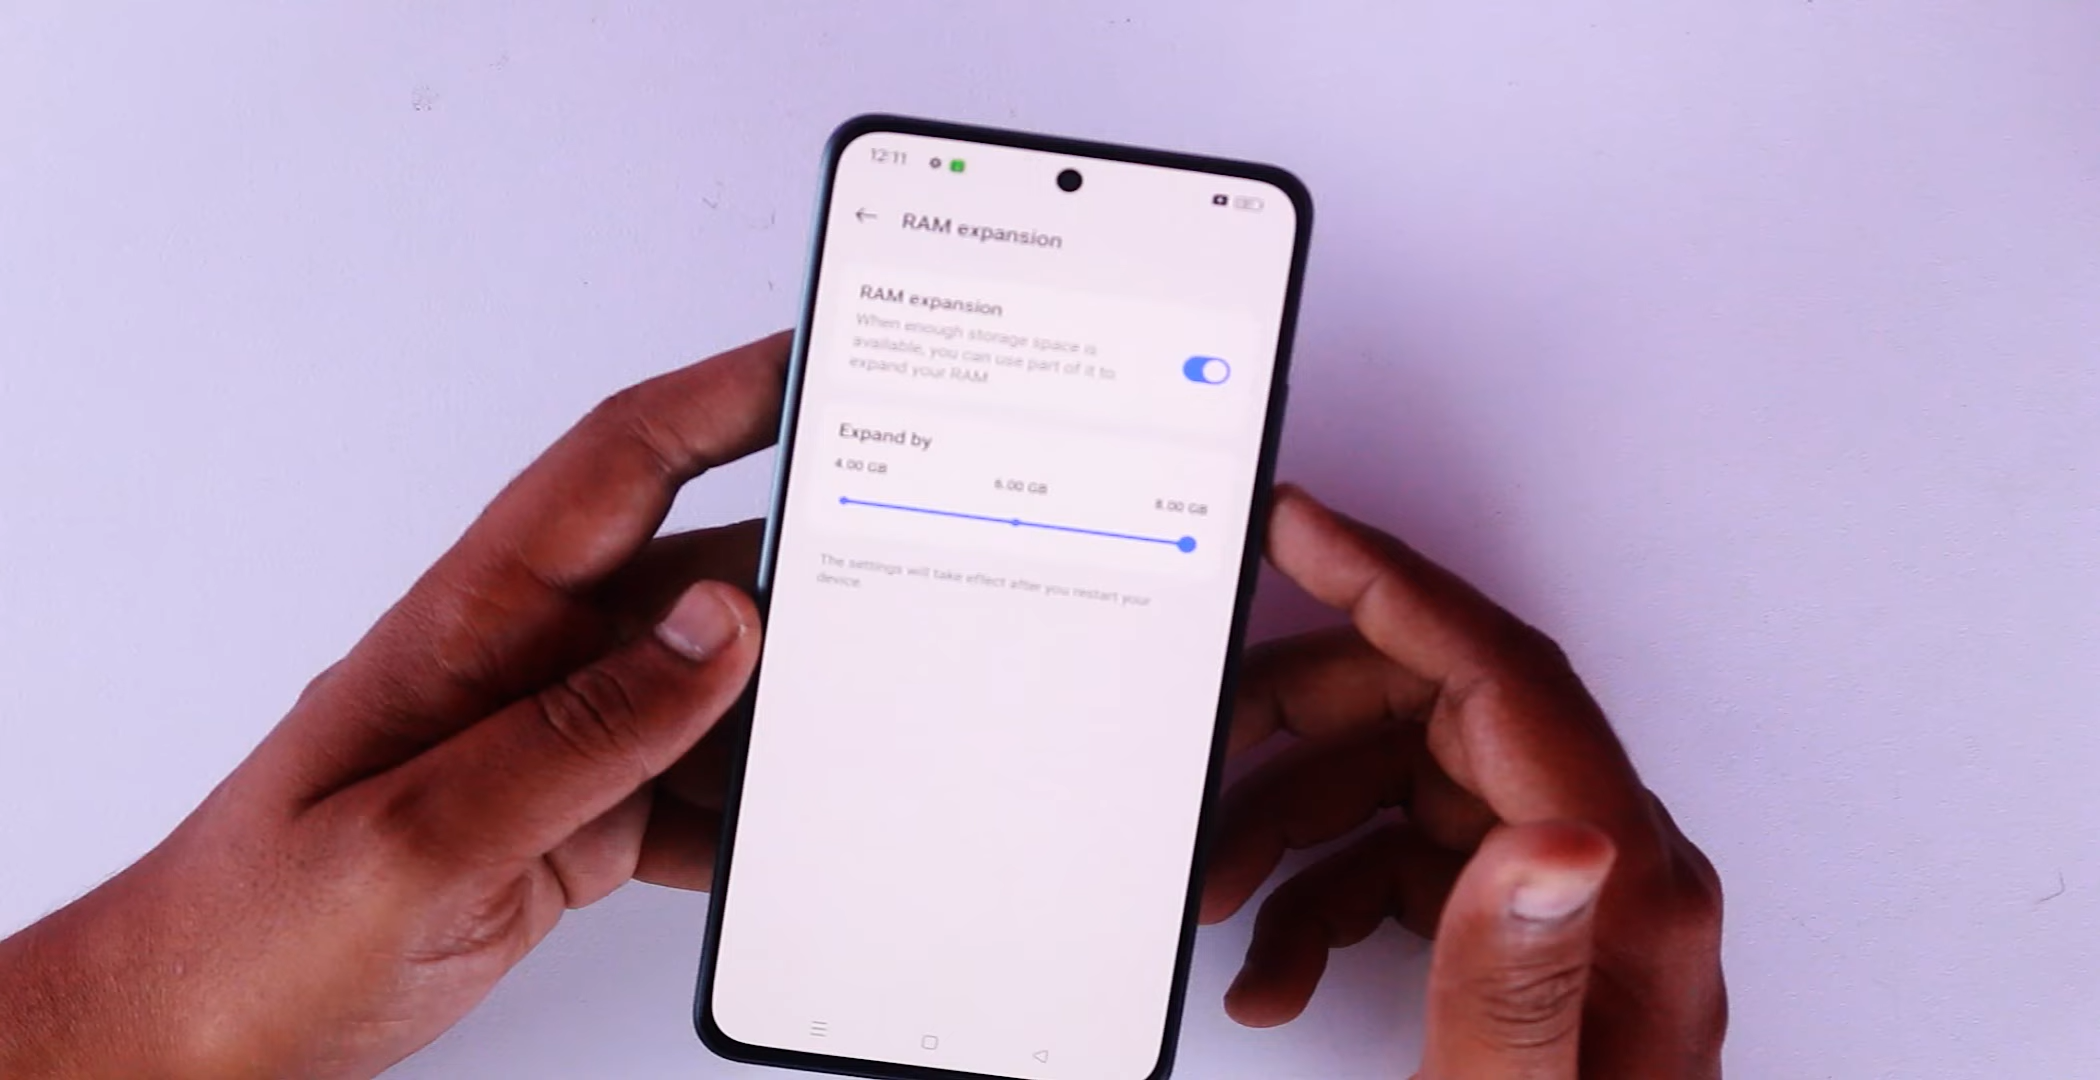 12:11
RAM expansion
RAM expansion
When enough storage space is
available, you can use part of it to
expand your RAM
Expand by
4.00 GB
6.00 GB
8.00 GB
The settings will take effect after you restart your
device.